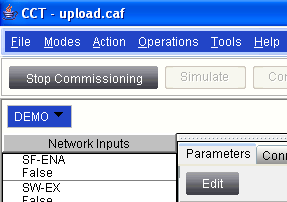 CCT - upload.caf
File Modes Action Operations Tools Help
Stop Commissioning Simulate
DEMO
Network Inputs
SF-ENA
False
SW-EX
False
Parameters
Edit